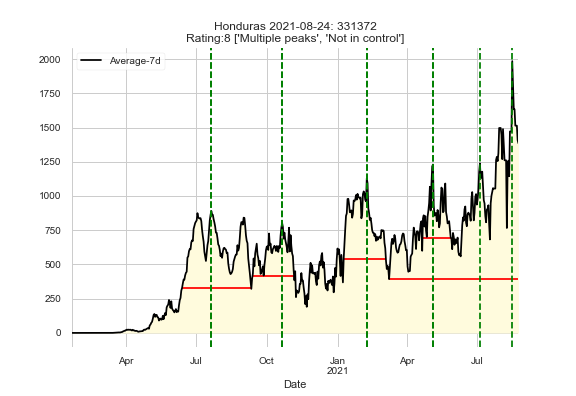 Honduras 2021-08-24: 331372
Rating:8 ['Multiple peaks', 'Not in control']
Average-7d
2000
1750
1500
1250
1000
750
500
250
0
Apr
Jul
Oct
Jan
2021
Apr
Jul
Date